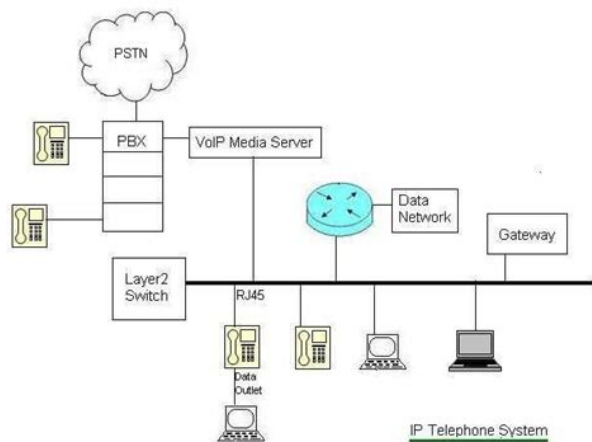 PSTN
PBX
VoIP Media Server
Data
Network
Gateway
Layer2
Switch
RJ45
Data
Outlet
IP Telephone System